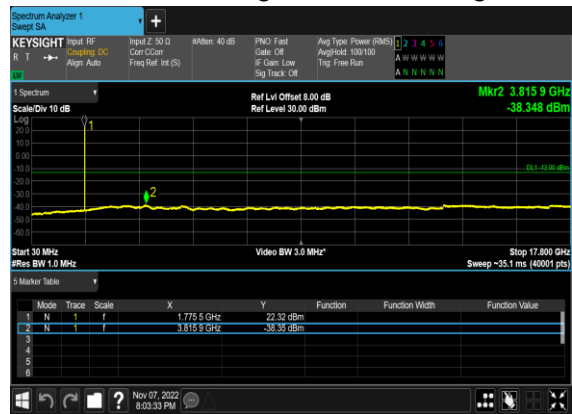 Spectrum Analyzer 1
Swept SA
+
KEYSIGHT Input: RF Input Z: 50 Ω #Atten: 40 dB PNO: Fast Avg Type: Power (RMS) 1 2 3 4 5 6
R T Coupling: DC Corr CCorr Gate: Off Avg|Hold: 100/100 A W W W W W
Align: Auto Freq Ref: Int (S) IF Gain: Low Trig: Free Run
LW Sig Track: Off A N N N N N
1 Spectrum Ref Lvl Offset 8.00 dB Mkr2 3.815 9 GHz
Scale/Div 10 dB Ref Level 30.00 dBm -38.348 dBm
Log
1
20.0
10.0
0.00
-10.0 DL1 -13.00 dBm
-20.0
-30.0 2
-40.0
-50.0
-60.0
Start 30 MHz Video BW 3.0 MHz* Stop 17.800 GHz
#Res BW 1.0 MHz Sweep ~35.1 ms (40001 pts)
5 Marker Table
Mode Trace Scale X Y Function Function Width Function Value
1 N 1 f 1.775 5 GHz 22.32 dBm
2 N 1 f 3.815 9 GHz -38.35 dBm
3
4
5
6
? Nov 07, 2022
8:03:33 PM